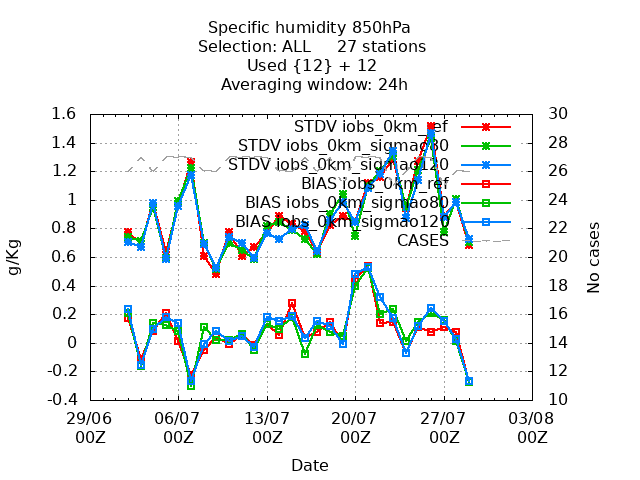 Specific humidity 850hPa
Selection: ALL 27 stations
Used {12} + 12
Averaging window: 24h
1.6
1.4
1.2
1
0.8
0.6
0.4
0.2
0
-0.2
-0.4
g/Kg
STDV iobs_0km_ref
STDV iobs_0km_sigmao80
STDV iobs_0km_sigmao120
BIAS iobs_0km_ref
BIAS iobs_0km_sigmao80
BIAS iobs_0km_sigmao120
CASES
30
28
26
24
22
20
18
16
14
12
10
No cases
29/06 06/07 13/07 20/07 27/07 03/08
00Z 00Z 00Z 00Z 00Z 00Z
Date